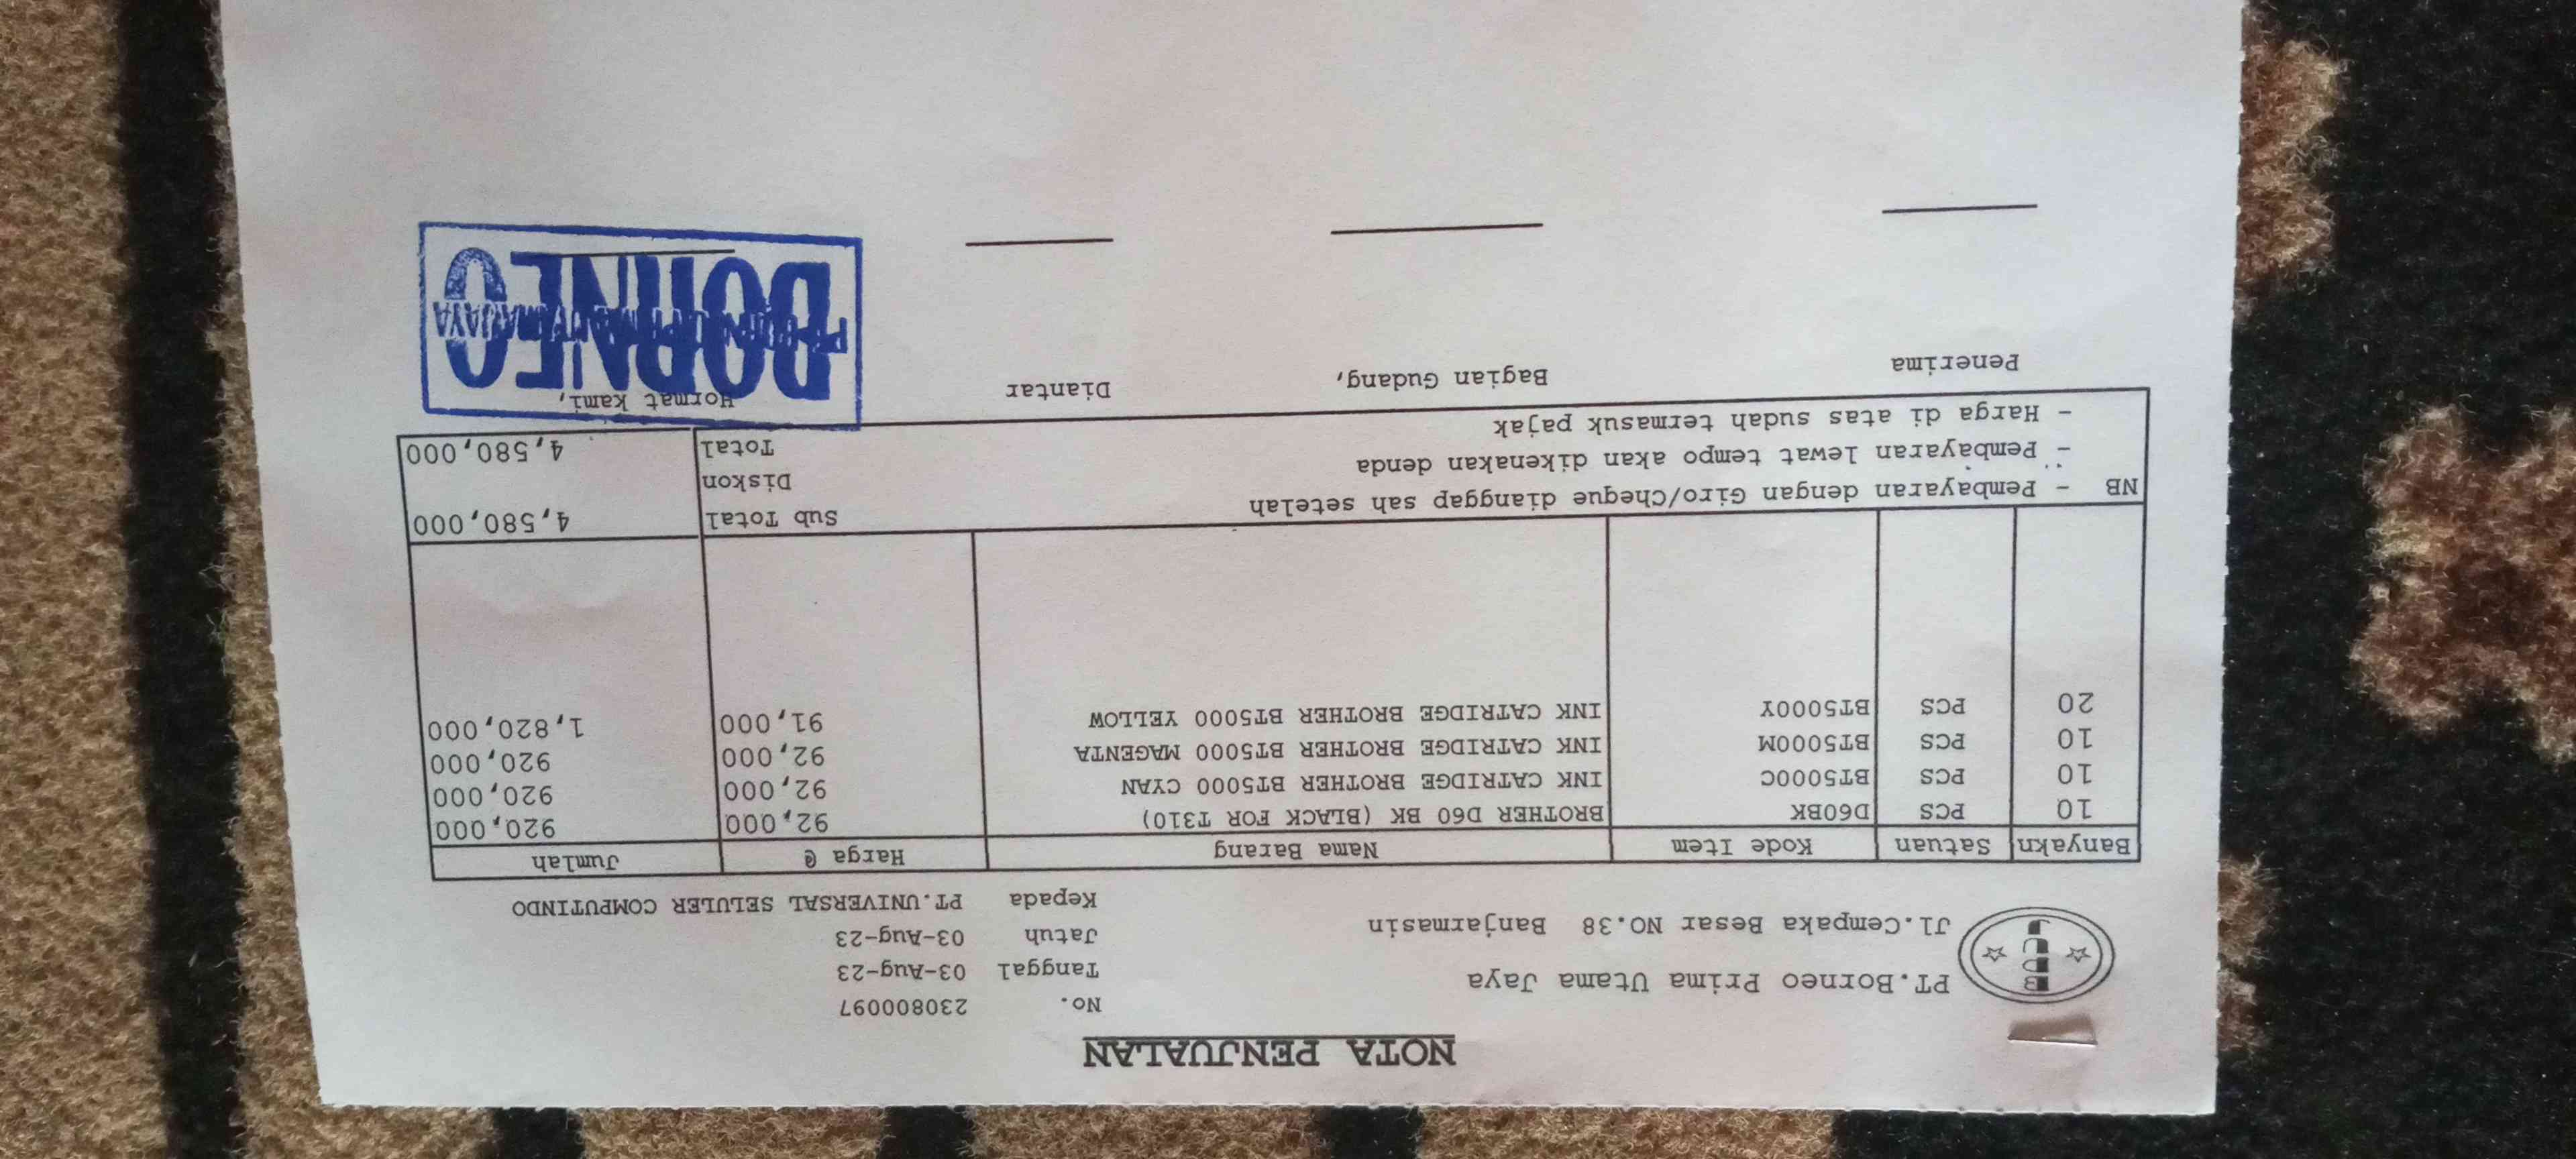 NOTA PENJUALAN
PT.Borneo Prima Utama Jaya
Jl.Cempaka Besar NO.38 Banjarmasin
No. 230800097
Tanggal 03-Aug-23
Jatuh 03-Aug-23
Kepada PT.UNIVERSAL SELULER COMPUTINDO
Banyakn Satuan Kode Item Nama Barang Harga @ Jumlah
10 PCS D60BK BROTHER D60 BK (BLACK FOR T310) 92,000 920,000
10 PCS BT5000C INK CATRIDGE BROTHER BT5000 CYAN 92,000 920,000
10 PCS BT5000M INK CATRIDGE BROTHER BT5000 MAGENTA 92,000 920,000
20 PCS BT5000Y INK CATRIDGE BROTHER BT5000 YELLOW 91,000 1,820,000
NB - Pembayaran dengan Giro/Cheque dianggap sah setelah
- Pembayaran lewat tempo akan dikenakan denda
- Harga di atas sudah termasuk pajak
Sub Total 4,580,000
Diskon
Total 4,580,000
Penerima Bagian Gudang, Diantar Hormat kami,
BORNEO
JAYA